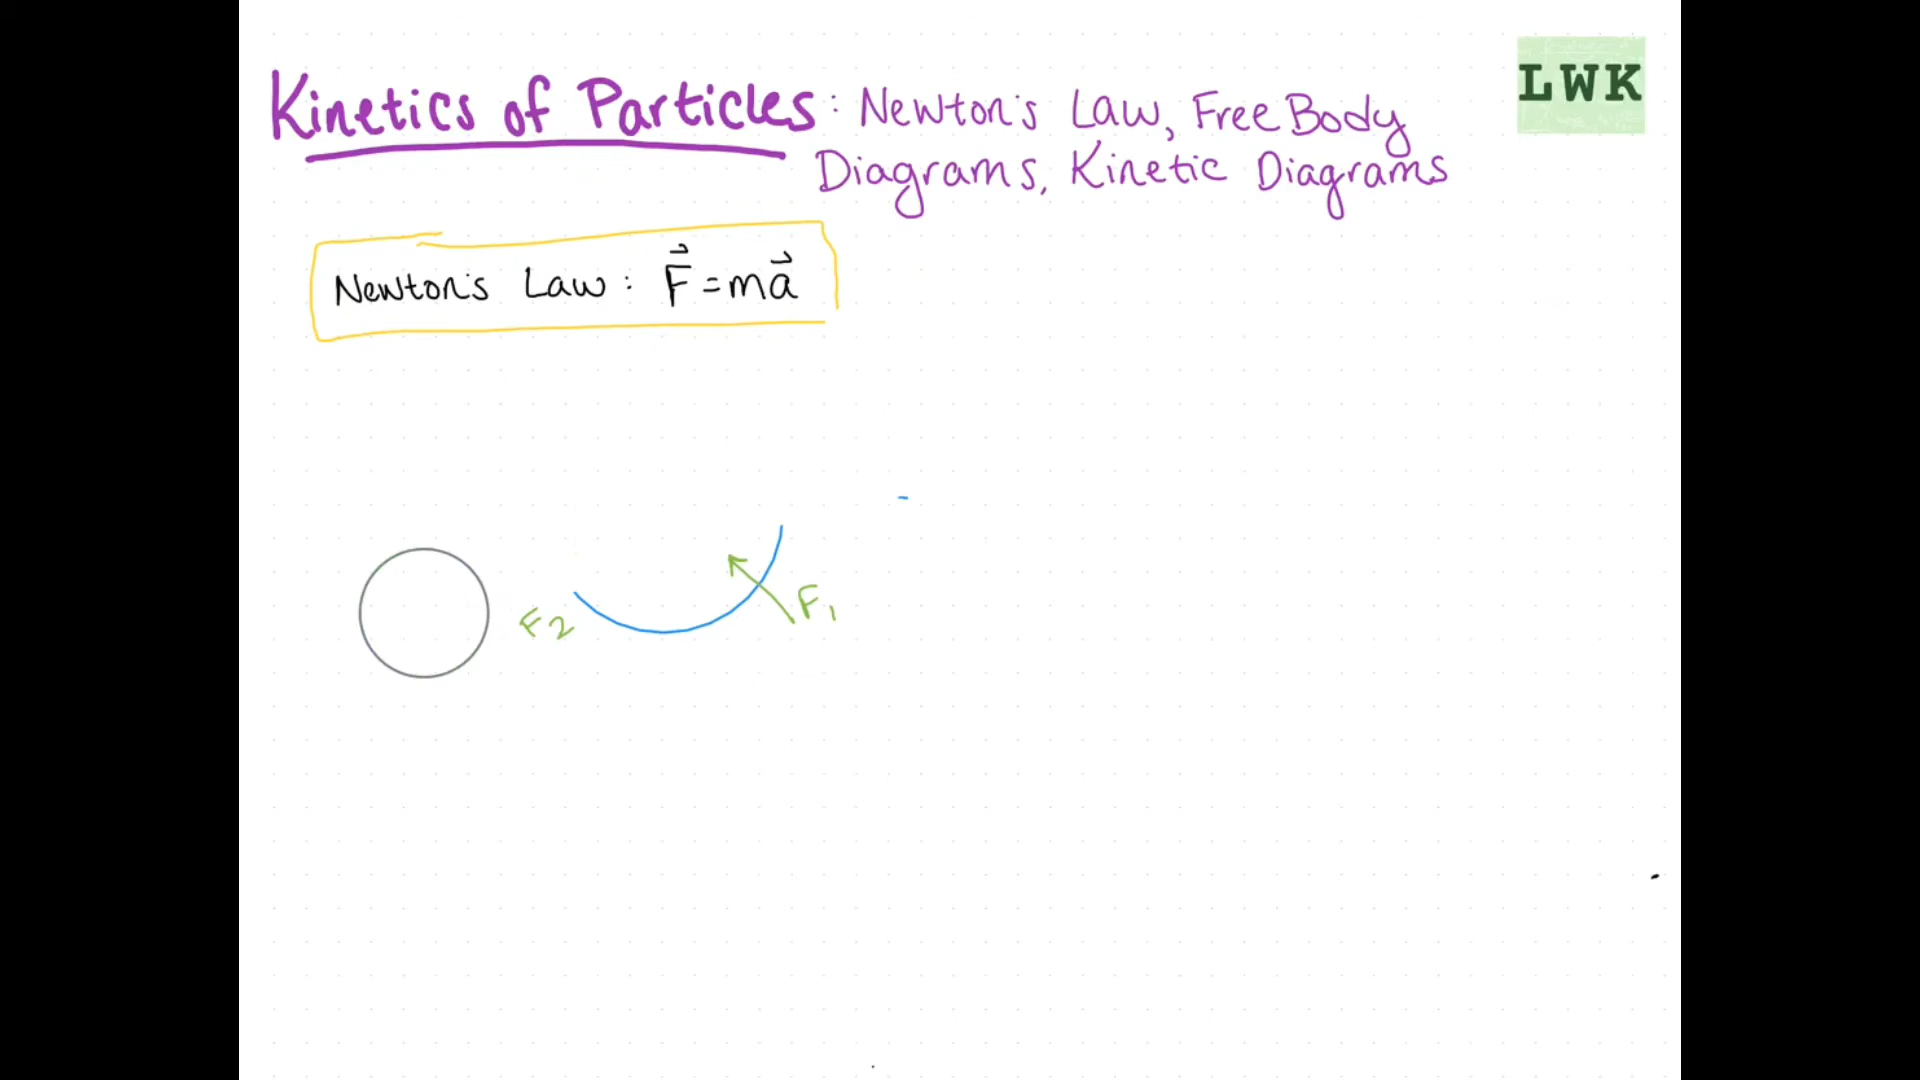 Kinetics of Particles: Newton's Law, Free Body
Diagrams, Kinetic Diagrams
LWK
Newton's Law: F⃗ = ma⃗
F₂
F₁